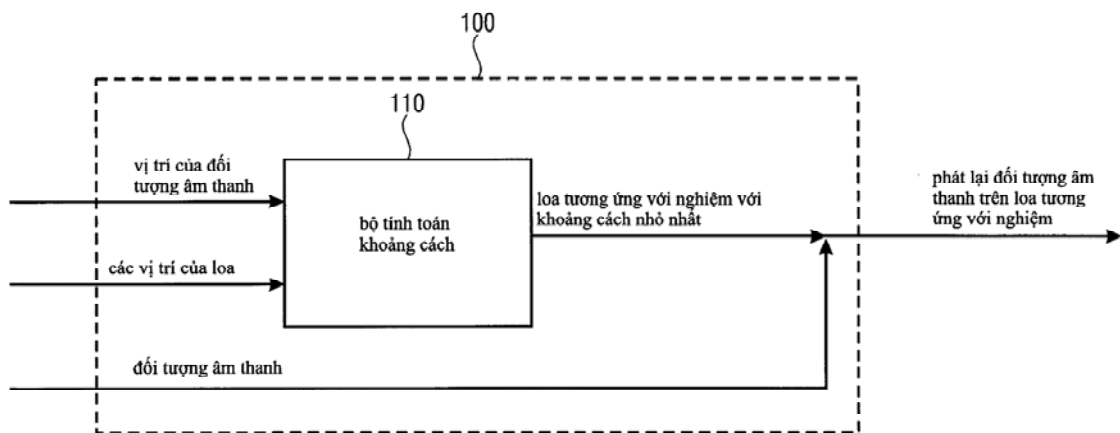 100
110
vị trí của đối
tượng âm thanh
bộ tính toán
khoảng cách
loa tương ứng với nghiệm với
khoảng cách nhỏ nhất
phát lại đối tượng âm
thanh trên loa tương
ứng với nghiệm
các vị trí của loa
đối tượng âm thanh